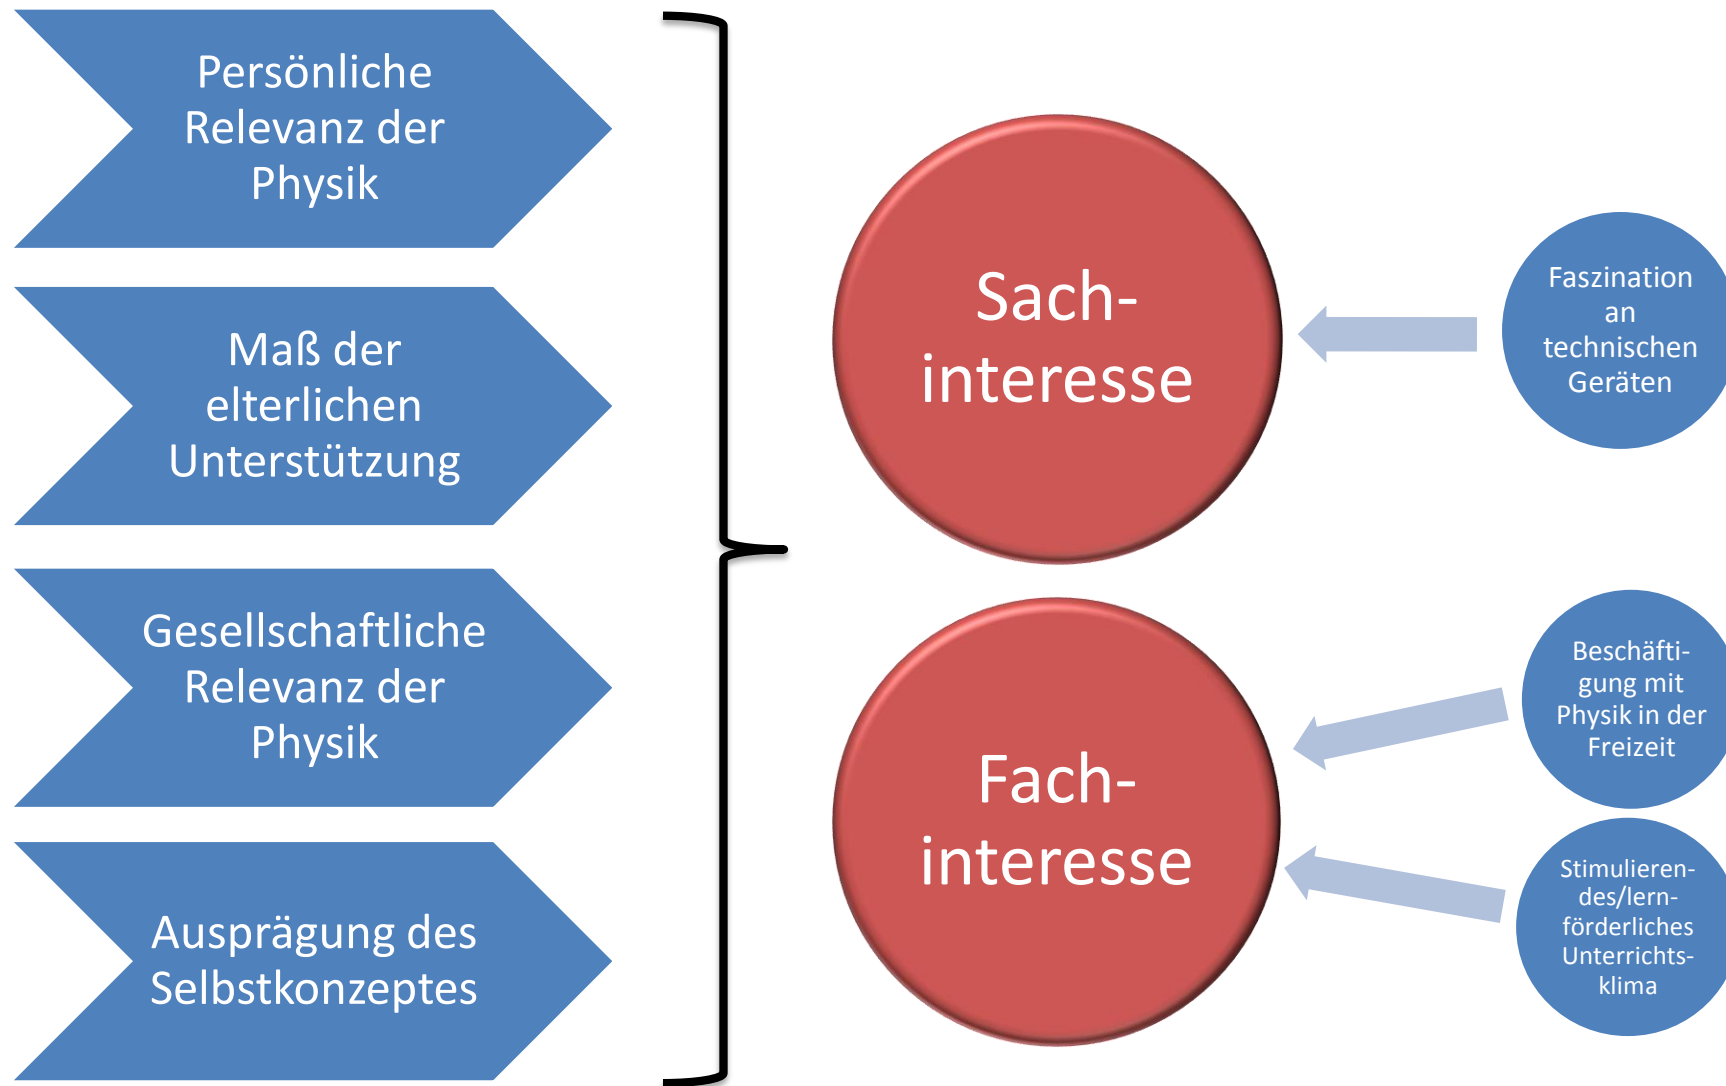 Persönliche
Relevanz der
Physik
Maß der
elterlichen
Unterstützung
Gesellschaftliche
Relevanz der
Physik
Ausprägung des
Selbstkonzeptes
Sach-
interesse
Fach-
interesse
Faszination
an
technischen
Geräten
Beschäfti-
gung mit
Physik in der
Freizeit
Stimulieren-
des/lern-
förderliches
Unterrichts-
klima